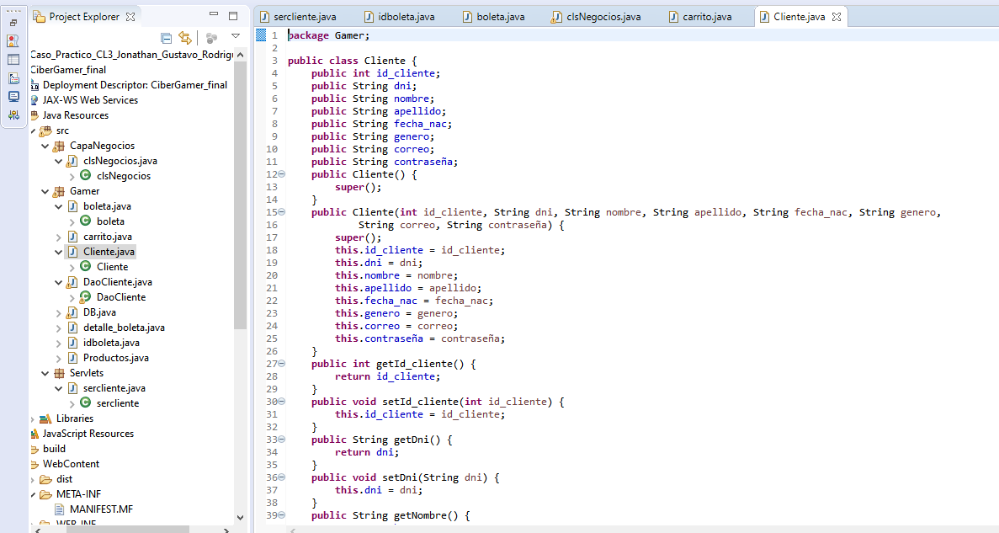 Project Explorer
Caso_Practico_CL3_Jonathan_Gustavo_Rodrigu
CiberGamer_final
Deployment Descriptor: CiberGamer_final
JAX-WS Web Services
Java Resources
src
CapaNegocios
clsNegocios.java
clsNegocios
Gamer
boleta.java
boleta
carrito.java
Cliente.java
Cliente
DaoCliente.java
DaoCliente
DB.java
detalle_boleta.java
idboleta.java
Productos.java
Servlets
sercliente.java
sercliente
Libraries
JavaScript Resources
build
WebContent
dist
META-INF
MANIFEST.MF
WEB-INF
sercliente.java idboleta.java boleta.java clsNegocios.java carrito.java Cliente.java
1 package Gamer;
2
3 public class Cliente {
4     public int id_cliente;
5     public String dni;
6     public String nombre;
7     public String apellido;
8     public String fecha_nac;
9     public String genero;
10     public String correo;
11     public String contraseña;
12     public Cliente() {
13         super();
14     }
15     public Cliente(int id_cliente, String dni, String nombre, String apellido, String fecha_nac, String genero,
16             String correo, String contraseña) {
17         super();
18         this.id_cliente = id_cliente;
19         this.dni = dni;
20         this.nombre = nombre;
21         this.apellido = apellido;
22         this.fecha_nac = fecha_nac;
23         this.genero = genero;
24         this.correo = correo;
25         this.contraseña = contraseña;
26     }
27     public int getId_cliente() {
28         return id_cliente;
29     }
30     public void setId_cliente(int id_cliente) {
31         this.id_cliente = id_cliente;
32     }
33     public String getDni() {
34         return dni;
35     }
36     public void setDni(String dni) {
37         this.dni = dni;
38     }
39     public String getNombre() {